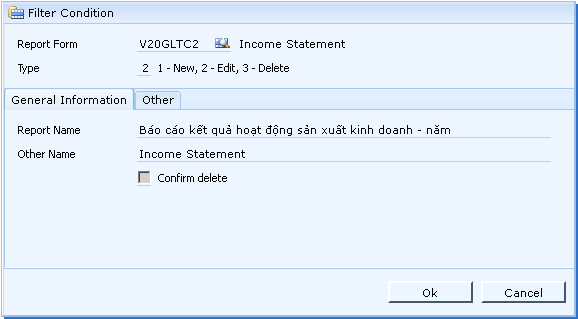 Filter Condition
Report Form V20GLTC2 Income Statement
Type 2 1 - New, 2 - Edit, 3 - Delete
General Information Other
Report Name Báo cáo kết quả hoạt động sản xuất kinh doanh - năm
Other Name Income Statement
Confirm delete
Ok Cancel